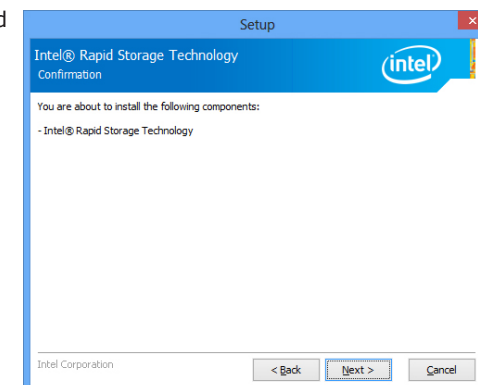 d
Setup
Intel® Rapid Storage Technology
Confirmation
intel
You are about to install the following components:
- Intel® Rapid Storage Technology
Intel Corporation
< Back
Next >
Cancel